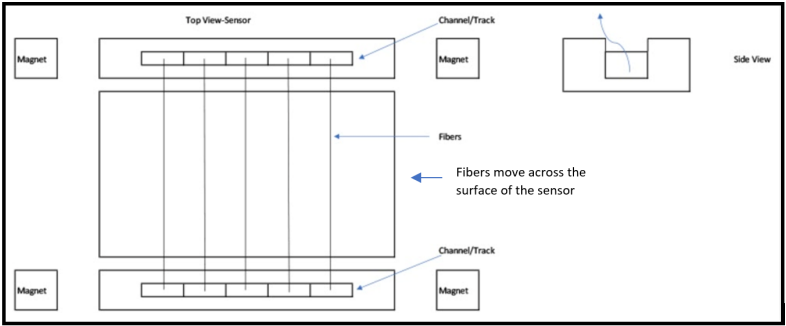 Top View-Sensor
Channel/Track
Magnet
Magnet
Side View
Fibers
Fibers move across the
surface of the sensor
Channel/Track
Magnet
Magnet